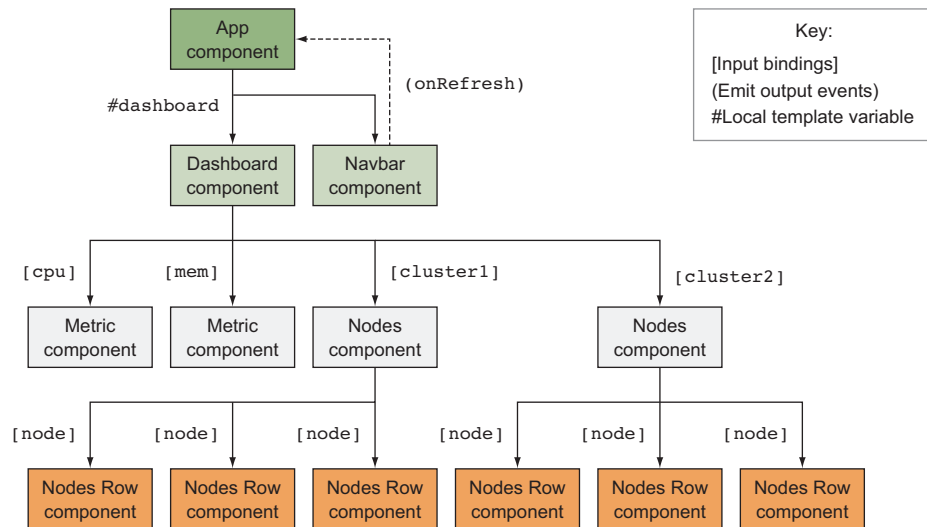 App
component
Key:
[Input bindings]
(Emit output events)
#Local template variable
(onRefresh)
#dashboard
Dashboard
component
Navbar
component
[cpu]
[mem]
[cluster1]
[cluster2]
Metric
component
Metric
component
Nodes
component
Nodes
component
[node]
[node]
[node]
[node]
[node]
[node]
Nodes Row
component
Nodes Row
component
Nodes Row
component
Nodes Row
component
Nodes Row
component
Nodes Row
component